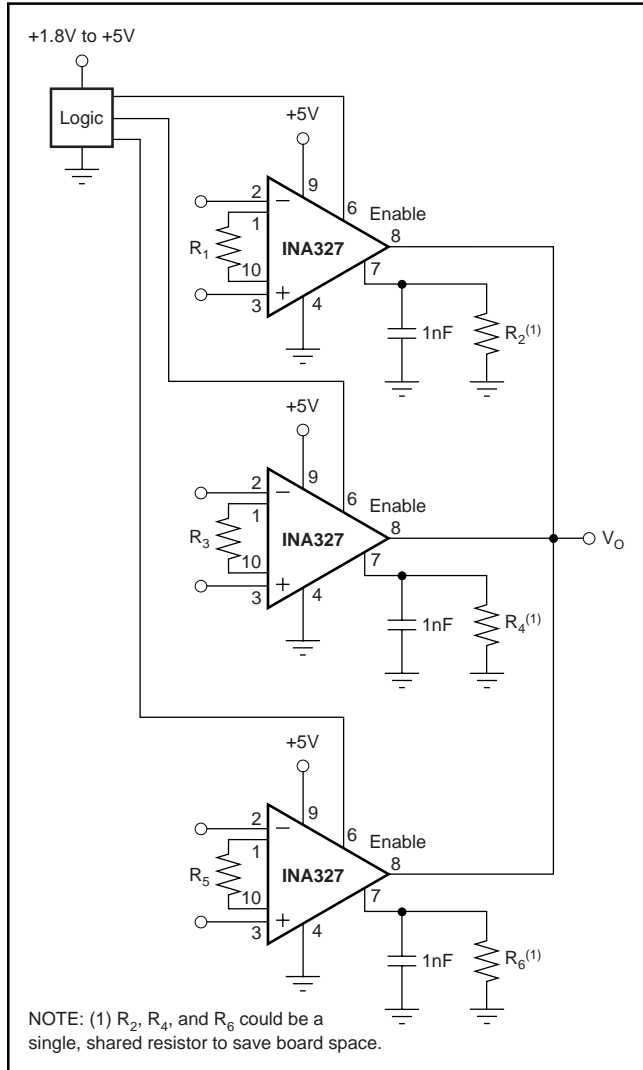 +1.8V to +5V
Logic
+5V
9
2
–
6
Enable
1
8
R1
INA327
7
10
3
+
4
1nF
R2(1)
+5V
9
2
–
6
Enable
1
8
R3
INA327
VO
7
10
3
+
4
1nF
R4(1)
+5V
9
2
–
6
Enable
1
8
R5
INA327
7
10
3
+
4
1nF
R6(1)
NOTE: (1) R2, R4, and R6 could be a
single, shared resistor to save board space.